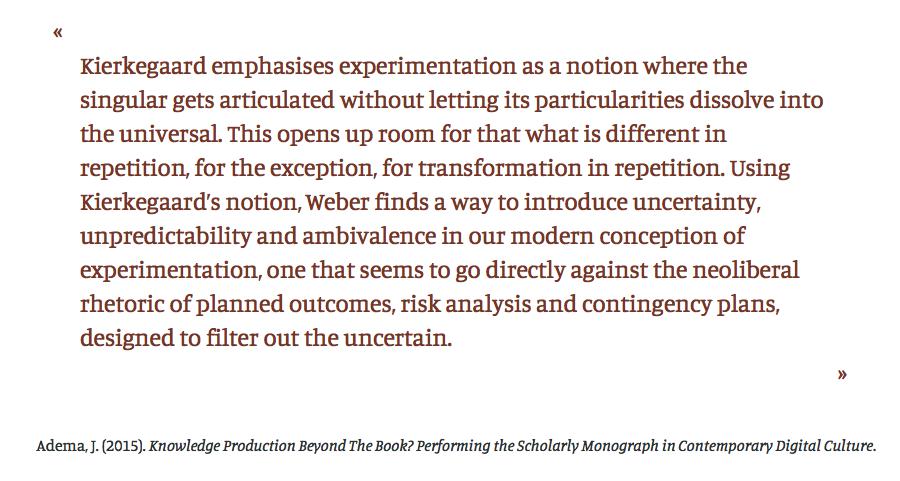 «
Kierkegaard emphasises experimentation as a notion where the
singular gets articulated without letting its particularities dissolve into
the universal. This opens up room for that what is different in
repetition, for the exception, for transformation in repetition. Using
Kierkegaard's notion, Weber finds a way to introduce uncertainty,
unpredictability and ambivalence in our modern conception of
experimentation, one that seems to go directly against the neoliberal
rhetoric of planned outcomes, risk analysis and contingency plans,
designed to filter out the uncertain.
»
Adema, J. (2015). Knowledge Production Beyond The Book? Performing the Scholarly Monograph in Contemporary Digital Culture.